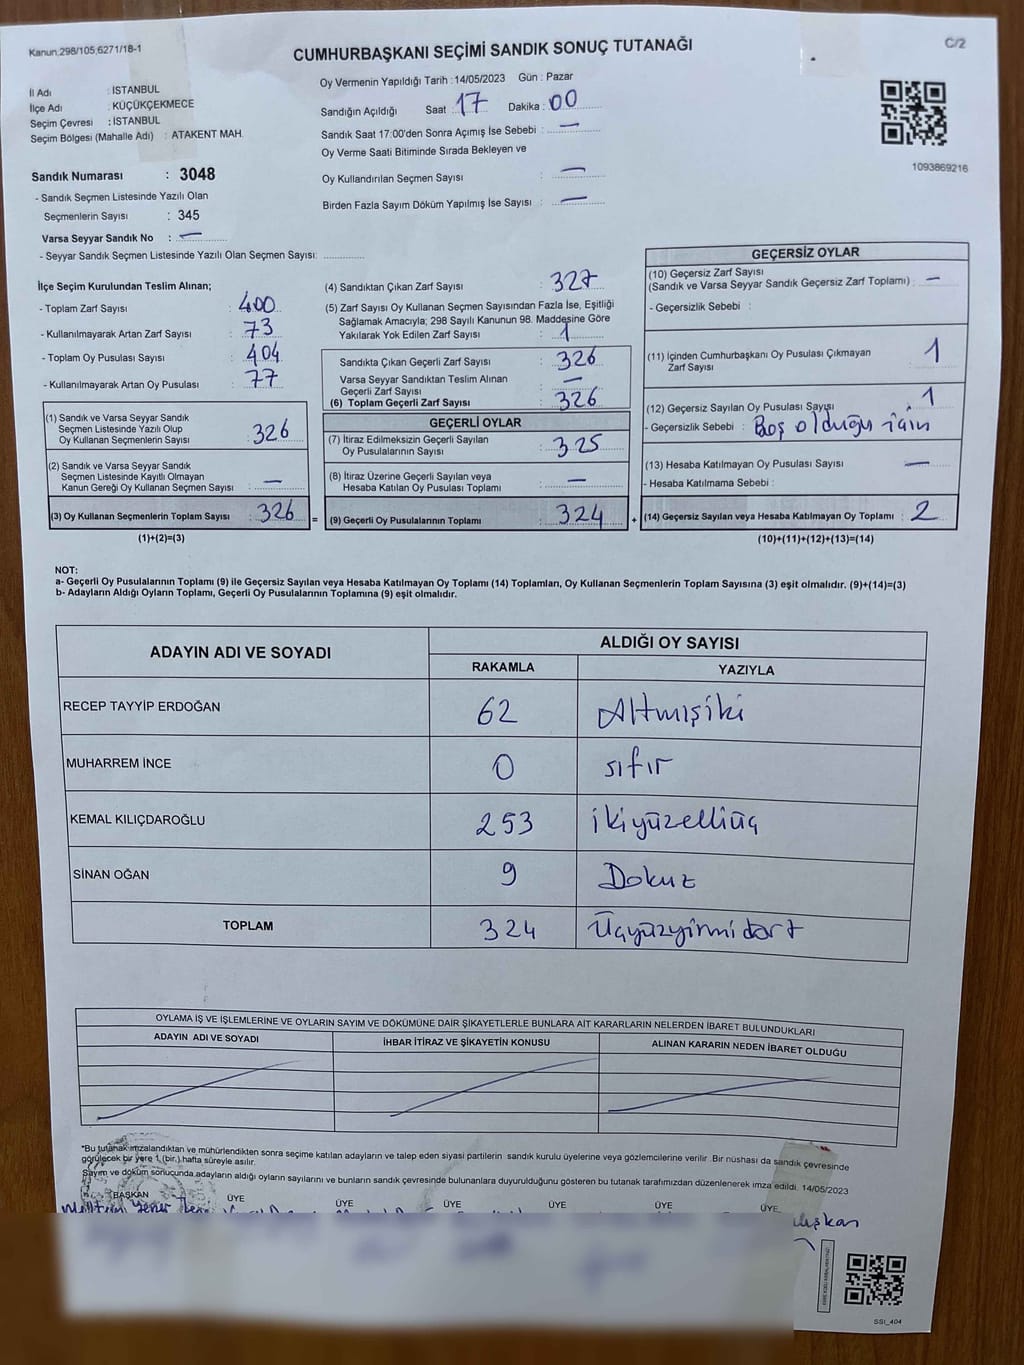 Kanun,298/105,6271/18-1
C/2
CUMHURBAŞKANI SEÇİMİ SANDIK SONUÇ TUTANAĞI
İl Adı : İSTANBUL
İlçe Adı : KÜÇÜKÇEKMECE
Seçim Çevresi : İSTANBUL
Seçim Bölgesi (Mahalle Adı) : ATAKENT MAH.
Sandık Numarası : 3048
- Sandık Seçmen Listesinde Yazılı Olan
Seçmenlerin Sayısı : 345
Varsa Seyyar Sandık No : —
- Seyyar Sandık Seçmen Listesinde Yazılı Olan Seçmen Sayısı: ..............
Oy Vermenin Yapıldığı Tarih : 14/05/2023 Gün : Pazar
Sandığın Açıldığı Saat : 17 Dakika : 00
Sandık Saat 17:00'den Sonra Açımış İse Sebebi : —
Oy Verme Saati Bitiminde Sırada Bekleyen ve
Oy Kullandırılan Seçmen Sayısı : —
Birden Fazla Sayım Döküm Yapılmış İse Sayısı : —
1093869216
İlçe Seçim Kurulundan Teslim Alınan;
- Toplam Zarf Sayısı : 400
- Kullanılmayarak Artan Zarf Sayısı : 73
- Toplam Oy Pusulası Sayısı : 404
- Kullanılmayarak Artan Oy Pusulası : 77
(1) Sandık ve Varsa Seyyar Sandık
Seçmen Listesinde Yazılı Olup
Oy Kullanan Seçmenlerin Sayısı : 326
(2) Sandık ve Varsa Seyyar Sandık
Seçmen Listesinde Kayıtlı Olmayan
Kanun Gereği Oy Kullanan Seçmen Sayısı : —
(3) Oy Kullanan Seçmenlerin Toplam Sayısı : 326 =
(1)+(2)=(3)
(4) Sandıktan Çıkan Zarf Sayısı : 327
(5) Zarf Sayısı Oy Kullanan Seçmen Sayısından Fazla İse, Eşitliği
Sağlamak Amacıyla; 298 Sayılı Kanunun 98. Maddesine Göre
Yakılarak Yok Edilen Zarf Sayısı : 1
Sandıkta Çıkan Geçerli Zarf Sayısı : 326
Varsa Seyyar Sandıktan Teslim Alınan
Geçerli Zarf Sayısı : —
(6) Toplam Geçerli Zarf Sayısı : 326
GEÇERLİ OYLAR
(7) İtiraz Edilmeksizin Geçerli Sayılan
Oy Pusulalarının Sayısı : 325
(8) İtiraz Üzerine Geçerli Sayılan veya
Hesaba Katılan Oy Pusulası Toplamı : —
(9) Geçerli Oy Pusulalarının Toplamı : 324 +
GEÇERSİZ OYLAR
(10) Geçersiz Zarf Sayısı
(Sandık ve Varsa Seyyar Sandık Geçersiz Zarf Toplamı) : —
- Geçersizlik Sebebi :
(11) İçinden Cumhurbaşkanı Oy Pusulası Çıkmayan
Zarf Sayısı 1
(12) Geçersiz Sayılan Oy Pusulası Sayısı 1
- Geçersizlik Sebebi : Boş olduğu için
(13) Hesaba Katılmayan Oy Pusulası Sayısı : —
- Hesaba Katılmama Sebebi :
(14) Geçersiz Sayılan veya Hesaba Katılmayan Oy Toplamı : 2
(10)+(11)+(12)+(13)=(14)
NOT:
a- Geçerli Oy Pusulalarının Toplamı (9) ile Geçersiz Sayılan veya Hesaba Katılmayan Oy Toplamı (14) Toplamları, Oy Kullanan Seçmenlerin Toplam Sayısına (3) eşit olmalıdır. (9)+(14)=(3)
b- Adayların Aldığı Oyların Toplamı, Geçerli Oy Pusulalarının Toplamına (9) eşit olmalıdır.
ADAYIN ADI VE SOYADI
ALDIĞI OY SAYISI
RAKAMLA YAZIYLA
RECEP TAYYİP ERDOĞAN 62 Altmışiki
MUHARREM İNCE 0 sıfır
KEMAL KILIÇDAROĞLU 253 ikiyüzelliüç
SİNAN OĞAN 9 Dokuz
TOPLAM 324 Üçyüzyirmidört
OYLAMA İŞ VE İŞLEMLERİNE VE OYLARIN SAYIM VE DÖKÜMÜNE DAİR ŞİKAYETLERLE BUNLARA AİT KARARLARIN NELERDEN İBARET BULUNDUKLARI
ADAYIN ADI VE SOYADI İHBAR İTİRAZ VE ŞİKAYETİN KONUSU ALINAN KARARIN NEDEN İBARET OLDUĞU
*Bu tutanak imzalandıktan ve mühürlendikten sonra seçime katılan adayların ve talep eden siyasi partilerin sandık kurulu üyelerine veya gözlemcilerine verilir. Bir nüshası da sandık çevresinde
görülecek bir yere 1 (bir) hafta süreyle asılır.
Sayım ve döküm sonucunda adayların aldığı oyların sayılarını ve bunların sandık çevresinde bulunanlara duyurulduğunu gösteren bu tutanak tarafımızdan düzenlenerek imza edildi. 14/05/2023
BAŞKAN ÜYE ÜYE ÜYE ÜYE ÜYE ÜYE
SSI_404